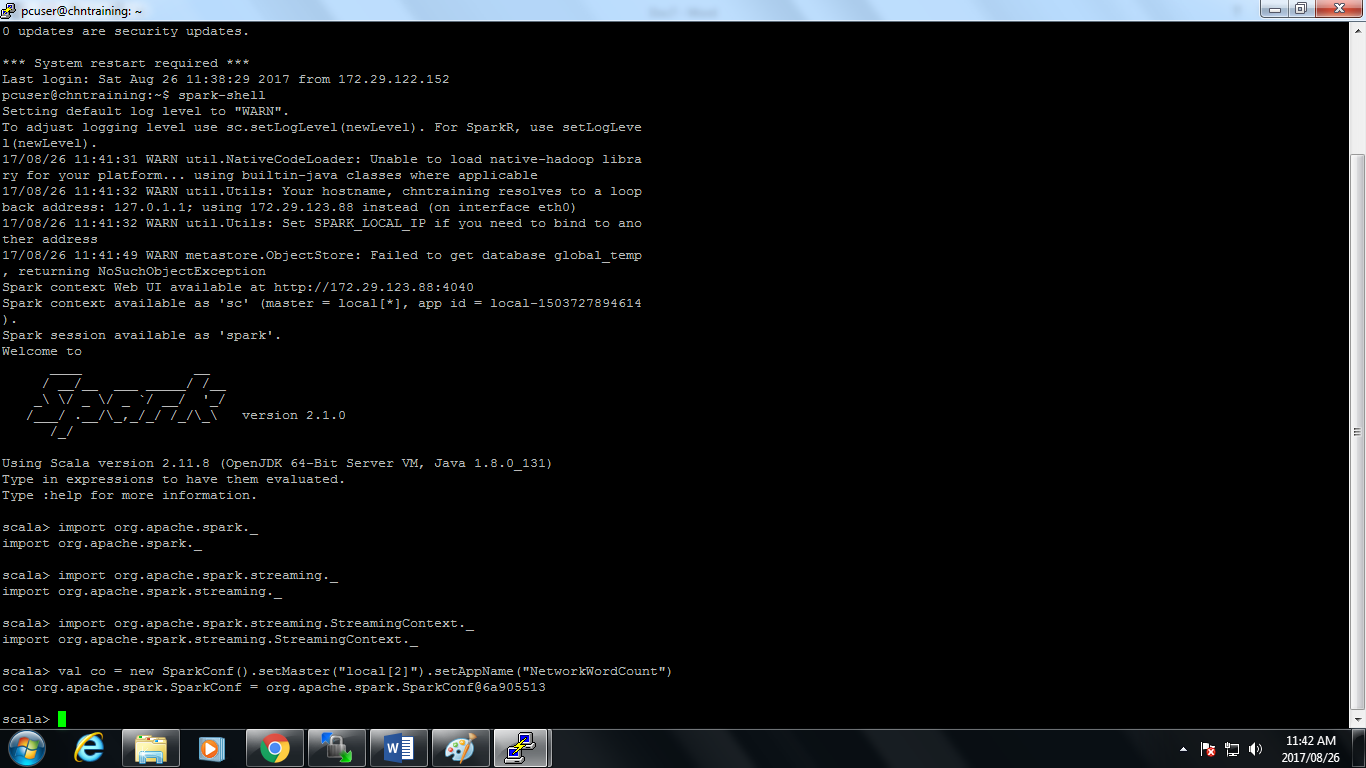 pcuser@chntraining: ~
0 updates are security updates.
*** System restart required ***
Last login: Sat Aug 26 11:38:29 2017 from 172.29.122.152
pcuser@chntraining:~$ spark-shell
Setting default log level to "WARN".
To adjust logging level use sc.setLogLevel(newLevel). For SparkR, use setLogLeve
l(newLevel).
17/08/26 11:41:31 WARN util.NativeCodeLoader: Unable to load native-hadoop libra
ry for your platform... using builtin-java classes where applicable
17/08/26 11:41:32 WARN util.Utils: Your hostname, chntraining resolves to a loop
back address: 127.0.1.1; using 172.29.123.88 instead (on interface eth0)
17/08/26 11:41:32 WARN util.Utils: Set SPARK_LOCAL_IP if you need to bind to ano
ther address
17/08/26 11:41:49 WARN metastore.ObjectStore: Failed to get database global_temp
, returning NoSuchObjectException
Spark context Web UI available at http://172.29.123.88:4040
Spark context available as 'sc' (master = local[*], app id = local-1503727894614
).
Spark session available as 'spark'.
Welcome to
Spark version 2.1.0
Using Scala version 2.11.8 (OpenJDK 64-Bit Server VM, Java 1.8.0_131)
Type in expressions to have them evaluated.
Type :help for more information.
scala> import org.apache.spark._
import org.apache.spark._
scala> import org.apache.spark.streaming._
import org.apache.spark.streaming._
scala> import org.apache.spark.streaming.StreamingContext._
import org.apache.spark.streaming.StreamingContext._
scala> val co = new SparkConf().setMaster("local[2]").setAppName("NetworkWordCount")
co: org.apache.spark.SparkConf = org.apache.spark.SparkConf@6a905513
scala>
11:42 AM
2017/08/26